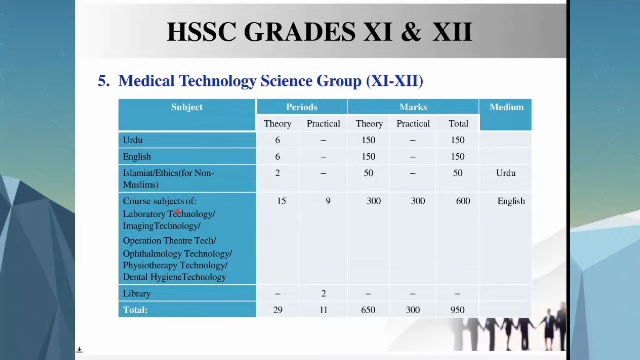 HSSC GRADES XI & XII
5. Medical Technology Science Group (XI-XII)
Subject Periods Marks Medium
Theory Practical Theory Practical Total
Urdu 6 – 150 – 150
English 6 – 150 – 150
Islamiat/Ethics(for Non-Muslims) 2 – 50 – 50 Urdu
Course subjects of: 15 9 300 300 600 English
Laboratory Technology/
ImagingTechnology/
Operation Theatre Tech/
Ophthalmology Technology/
Physiotherapy Technology/
Dental HygieneTechnology
Library – 2 – – –
Total: 29 11 650 300 950